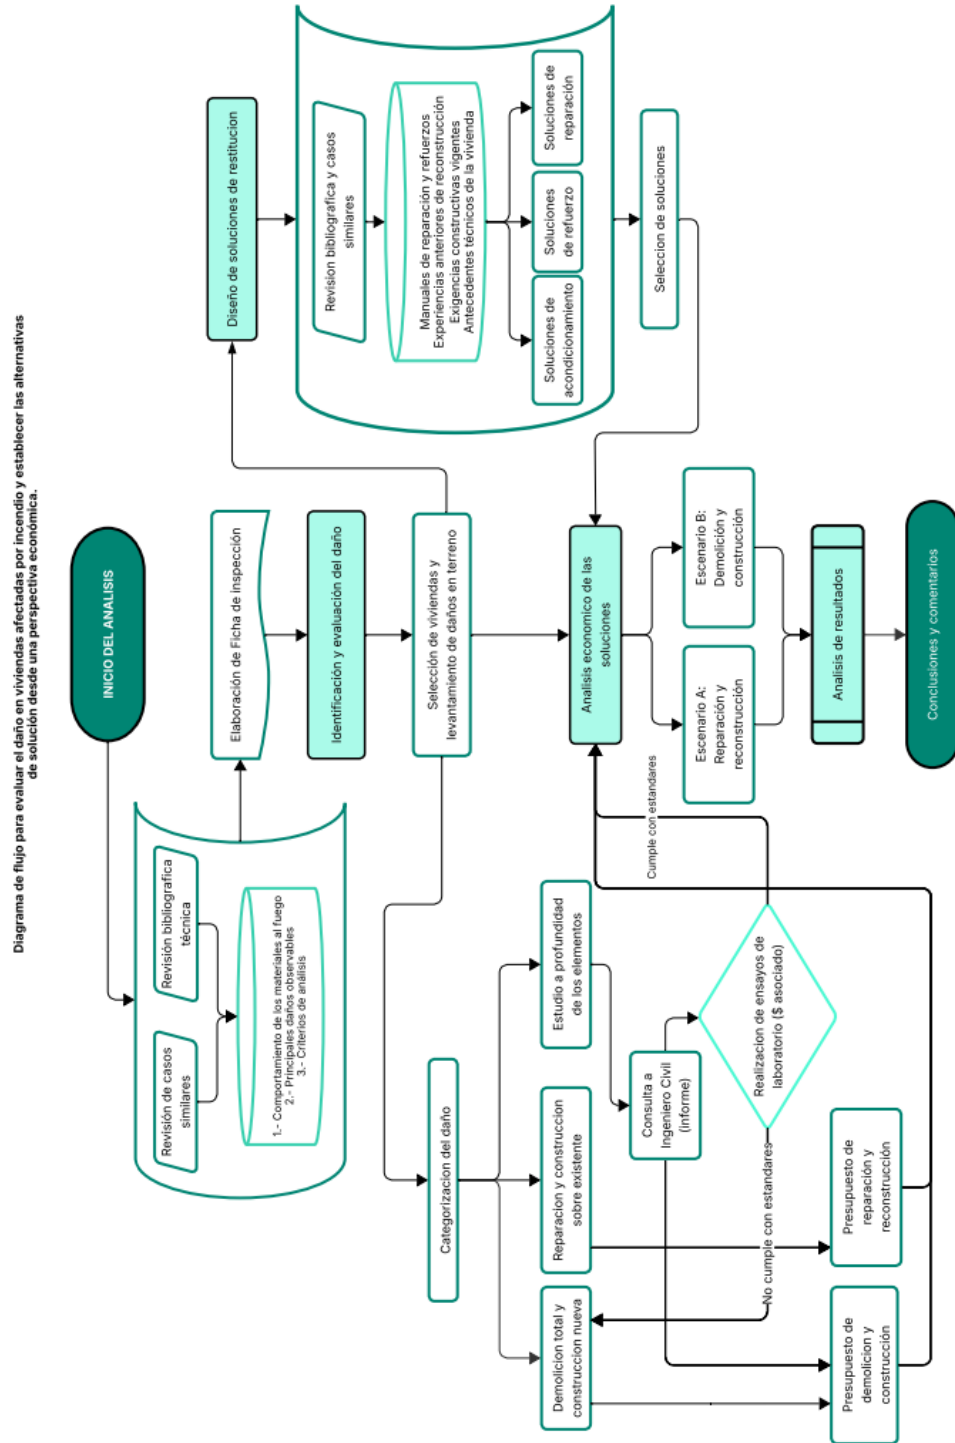 Diagrama de flujo para evaluar el daño en viviendas afectadas por incendio y establecer las alternativas
de solución desde una perspectiva económica.
INICIO DEL ANALISIS
Revisión de casos
similares
Revisión bibliografica
técnica
1.- Comportamiento de los materiales al fuego
2.- Principales daños observables
3.- Criterios de análisis
Elaboración de Ficha de inspección
Identificación y evaluación del daño
Selección de viviendas y
levantamiento de daños en terreno
Diseño de soluciones de restitucion
Revision bibliografica y casos
similares
Manuales de reparación y refuerzos
Experiencias anteriores de reconstrucción
Exigencias constructivas vigentes
Antecedentes técnicos de la vivienda
Soluciones de
acondicionamiento
Soluciones
de refuerzo
Soluciones de
reparación
Seleccion de soluciones
Categorizacion del daño
Demolicion total y
construccion nueva
Reparacion y construccion
sobre existente
Estudio a profundidad
de los elementos
Consulta a
Ingeniero Civil
(informe)
Realizacion de ensayos de
laboratorio ($ asociado)
No cumple con estandares
Cumple con estandares
Presupuesto de
demolicion y
construcción
Presupuesto de
reparación y
reconstrucción
Analisis economico de las
soluciones
Escenario A:
Reparación y
reconstrucción
Escenario B:
Demolición y
construcción
Analisis de resultados
Conclusiones y comentarios